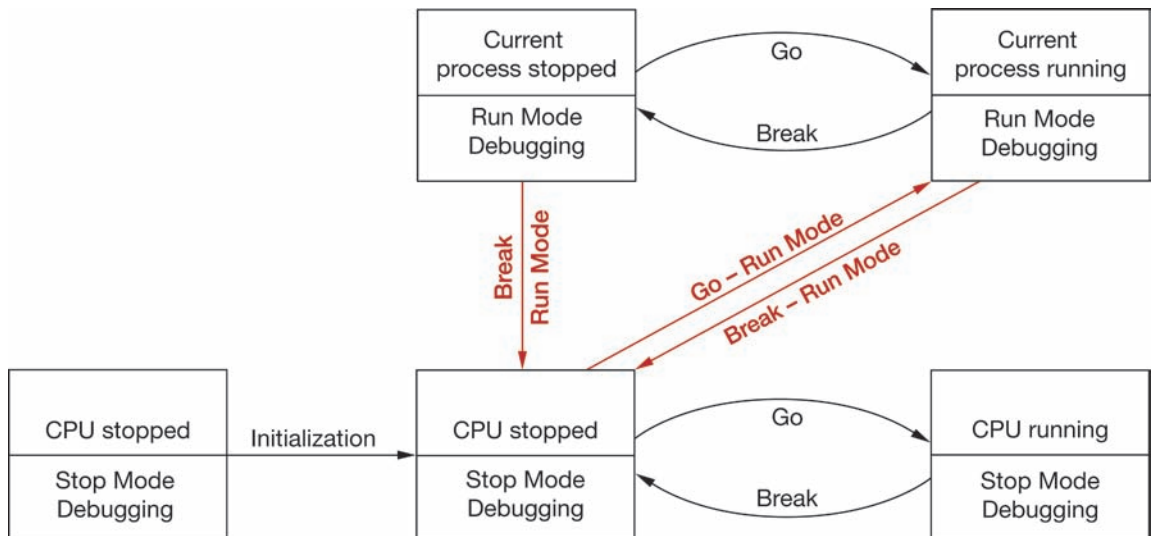 Current
process stopped
Run Mode
Debugging
Go
Break
Current
process running
Run Mode
Debugging
Break
Run Mode
Go – Run Mode
Break – Run Mode
CPU stopped
Stop Mode
Debugging
Initialization
CPU stopped
Stop Mode
Debugging
Go
Break
CPU running
Stop Mode
Debugging